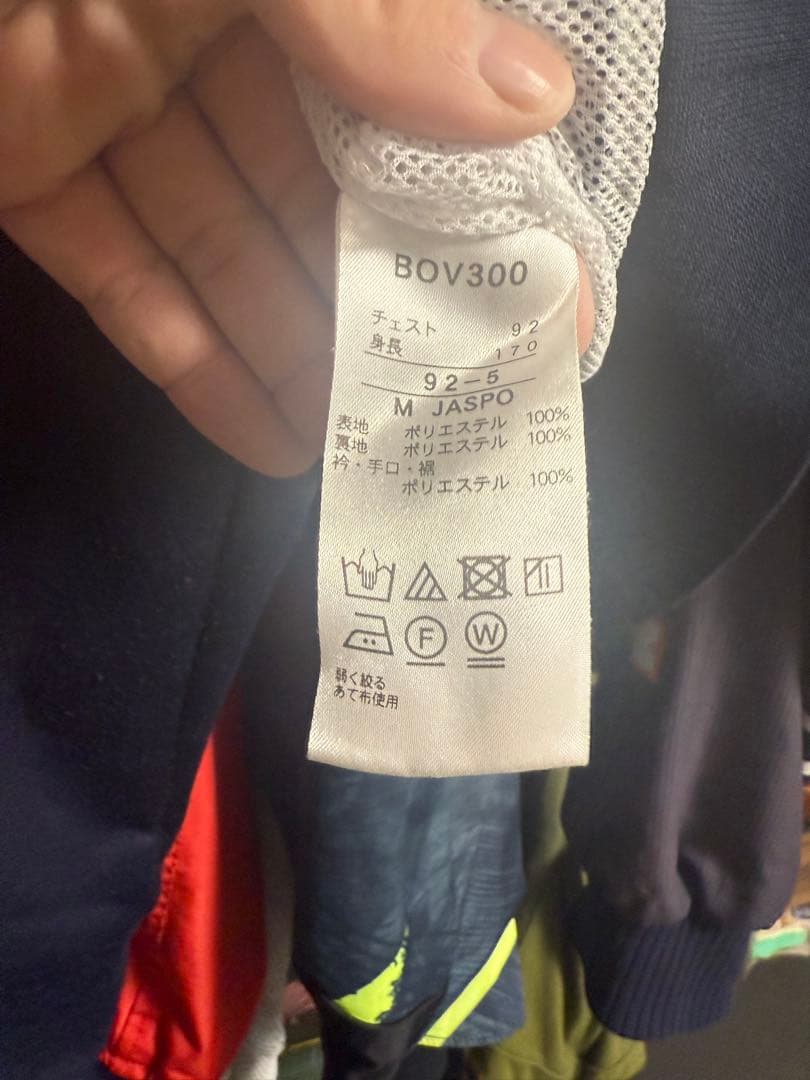 BOV300
チェスト 92
身長 170
92-5
M JASPO
表地 ポリエステル 100%
裏地 ポリエステル 100%
衿・手口・裾
ポリエステル 100%
F W
弱く絞る
あて布使用